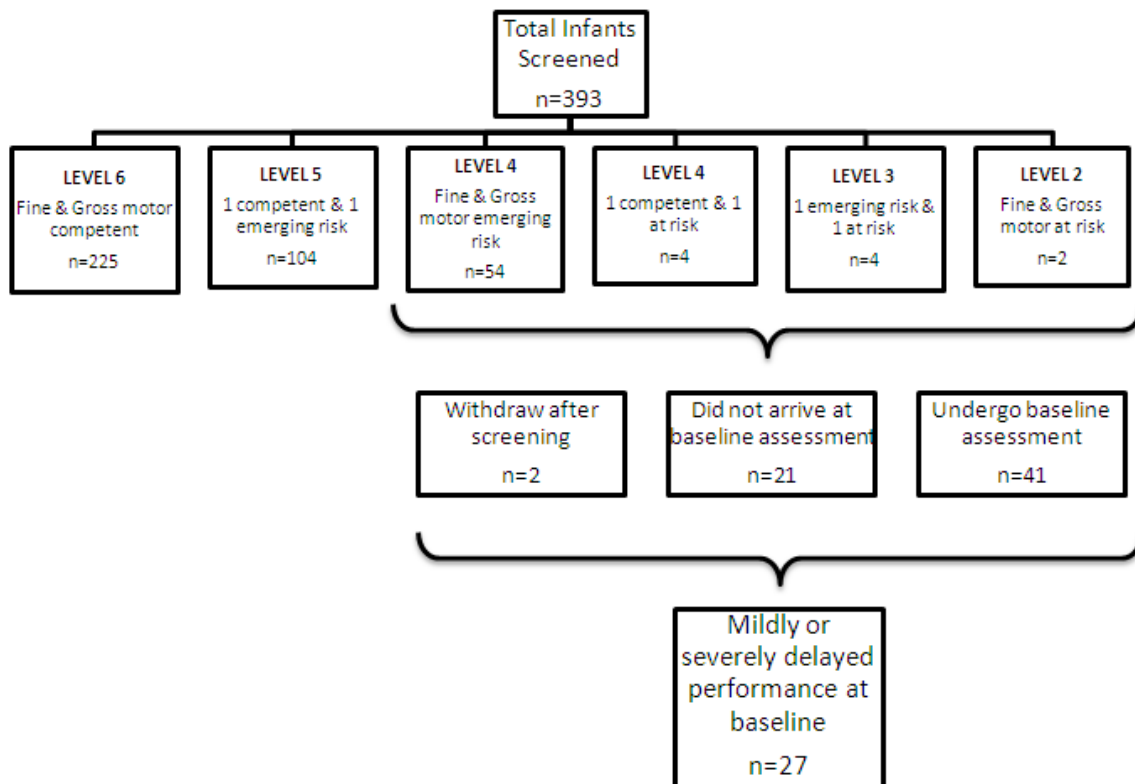 Total Infants
Screened
n=393
LEVEL 6
Fine & Gross motor
competent
n=225
LEVEL 5
1 competent & 1
emerging risk
n=104
LEVEL 4
Fine & Gross
motor emerging
risk
n=54
LEVEL 4
1 competent & 1
at risk
n=4
LEVEL 3
1 emerging risk &
1 at risk
n=4
LEVEL 2
Fine & Gross
motor at risk
n=2
Withdraw after
screening
n=2
Did not arrive at
baseline assessment
n=21
Undergo baseline
assessment
n=41
Mildly or
severely delayed
performance at
baseline
n=27